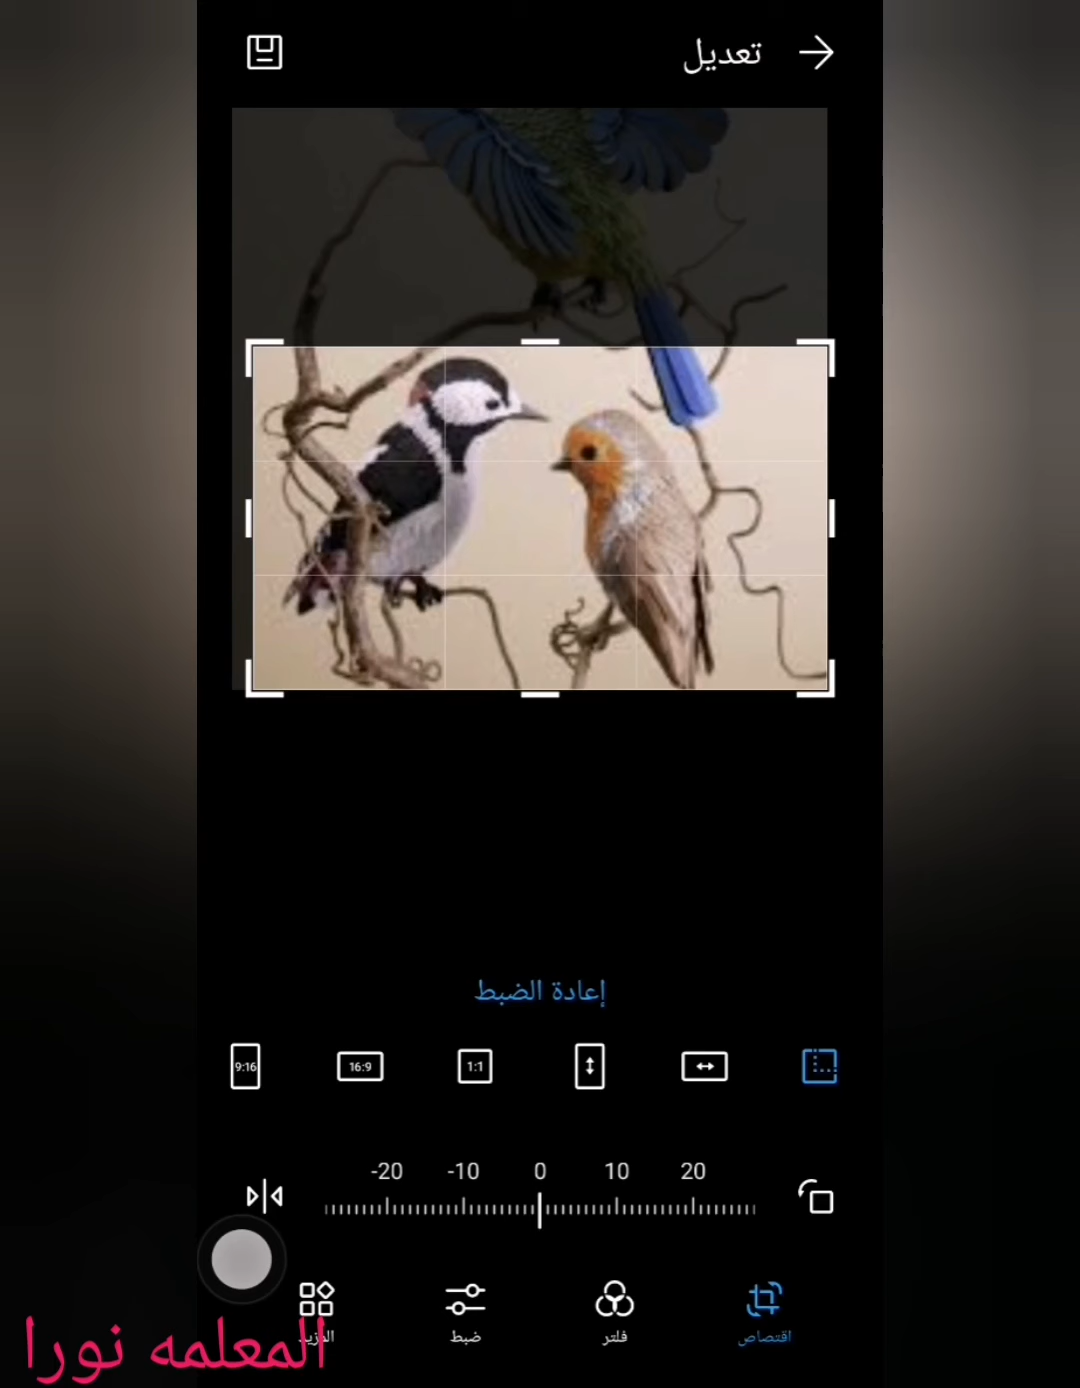 تعديل
إعادة الضبط
9:16 16:9 1:1
-20 -10 0 10 20
المزيد ضبط فلتر اقتصاص
المعلمه نورا